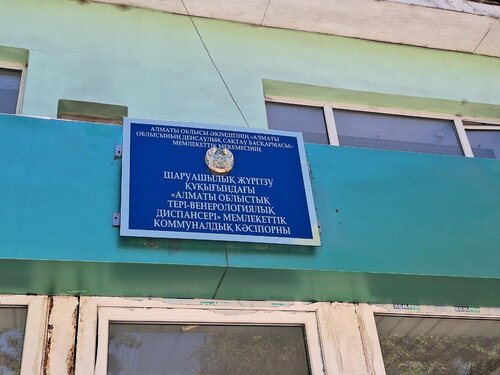 АЛМАТЫ ОБЛЫСЫ ӘКІМДІГІНІҢ «АЛМАТЫ
ОБЛЫСЫНЫҢ ДЕНСАУЛЫҚ САҚТАУ БАСҚАРМАСЫ»
МЕМЛЕКЕТТІК МЕКЕМЕСІНІҢ
ШАРУАШЫЛЫҚ ЖҮРГІЗУ
ҚҰҚЫҒЫНДАҒЫ
«АЛМАТЫ ОБЛЫСТЫҚ
ТЕРІ-ВЕНЕРОЛОГИЯЛЫҚ
ДИСПАНСЕРІ» МЕМЛЕКЕТТІК
КОММУНАЛДЫҚ КӘСІПОРНЫ